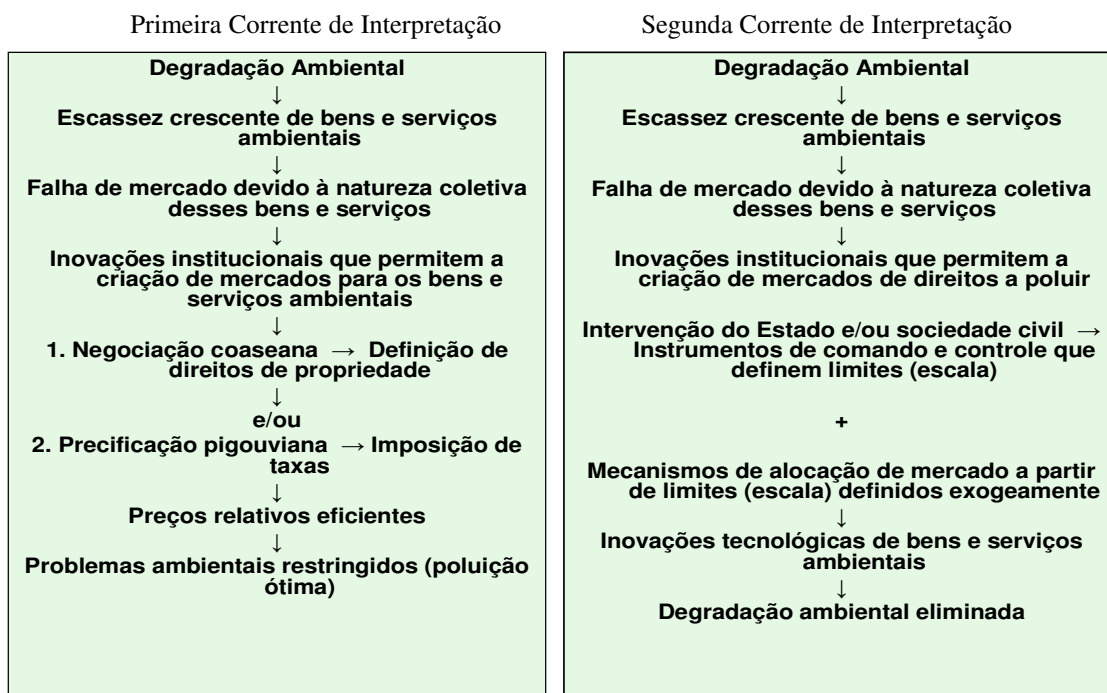 Primeira Corrente de Interpretação
Degradação Ambiental
↓
Escassez crescente de bens e serviços
ambientais
↓
Falha de mercado devido à natureza coletiva
desses bens e serviços
↓
Inovações institucionais que permitem a
criação de mercados para os bens e
serviços ambientais
↓
1. Negociação coaseana → Definição de
direitos de propriedade
↓
e/ou
2. Precificação pigouviana → Imposição de
taxas
↓
Preços relativos eficientes
↓
Problemas ambientais restringidos (poluição
ótima)
Segunda Corrente de Interpretação
Degradação Ambiental
↓
Escassez crescente de bens e serviços
ambientais
↓
Falha de mercado devido à natureza coletiva
desses bens e serviços
↓
Inovações institucionais que permitem a
criação de mercados de direitos a poluir
Intervenção do Estado e/ou sociedade civil →
Instrumentos de comando e controle que
definem limites (escala)
+
Mecanismos de alocação de mercado a partir
de limites (escala) definidos exogeamente
↓
Inovações tecnológicas de bens e serviços
ambientais
↓
Degradação ambiental eliminada